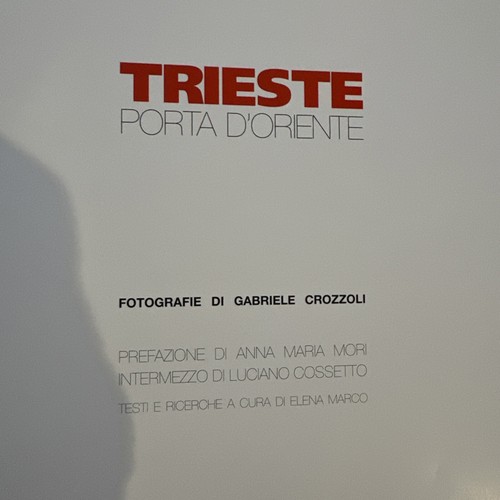 TRIESTE
PORTA D'ORIENTE
FOTOGRAFIE DI GABRIELE CROZZOLI
PREFAZIONE DI ANNA MARIA MORI
INTERMEZZO DI LUCIANO COSSETTO
TESTI E RICERCHE A CURA DI ELENA MARCO